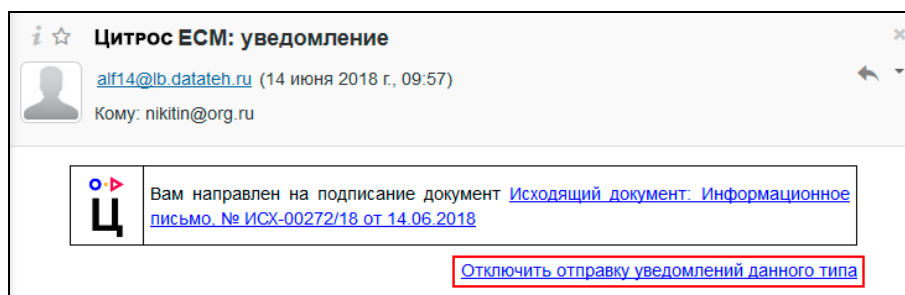 Цитрос ECM: уведомление
alf14@lb.datateh.ru (14 июня 2018 г., 09:57)
Кому: nikitin@org.ru
Ц
Вам направлен на подписание документ Исходящий документ: Информационное
письмо, № ИСХ-00272/18 от 14.06.2018
Отключить отправку уведомлений данного типа